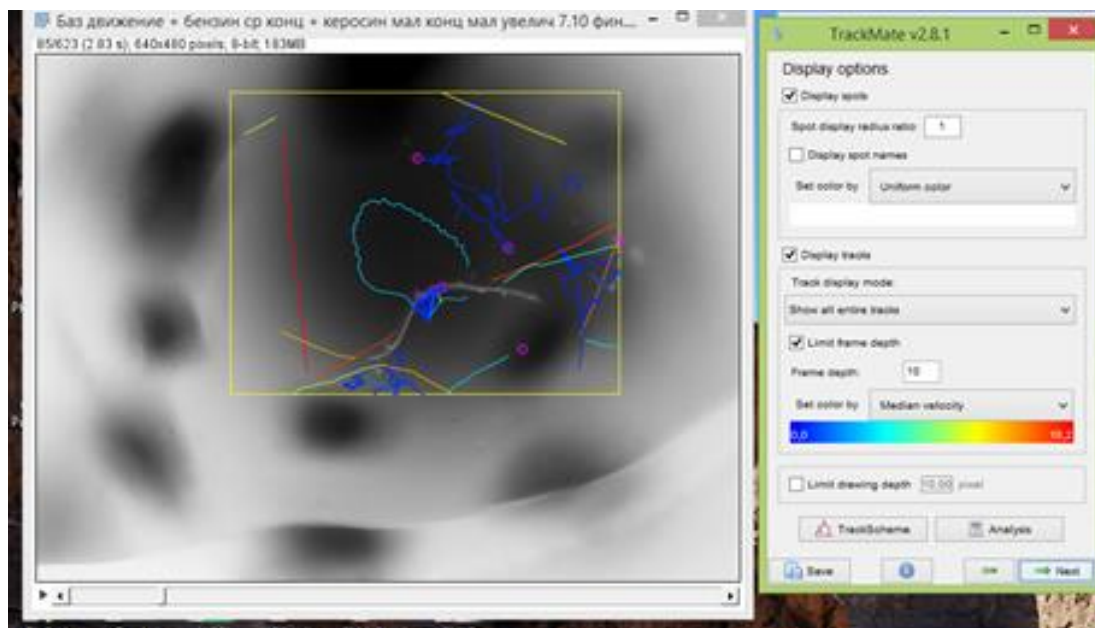 Баз движение + бензин ср конц + керосин мал конц мал увелич 7.10 фин...
85/623 (2.83 s); 640x480 pixels; 8-bit; 183MB
TrackMate v2.8.1
Display options
Display spots
Spot display radius ratio: 1
Display spot names
Set color by Uniform color
Display tracks
Track display mode:
Show all entire tracks
Limit frame depth
Frame depth: 10
Set color by Median velocity
0,0
Limit drawing depth 10.00 pixel
TrackScheme Analysis
Save Next